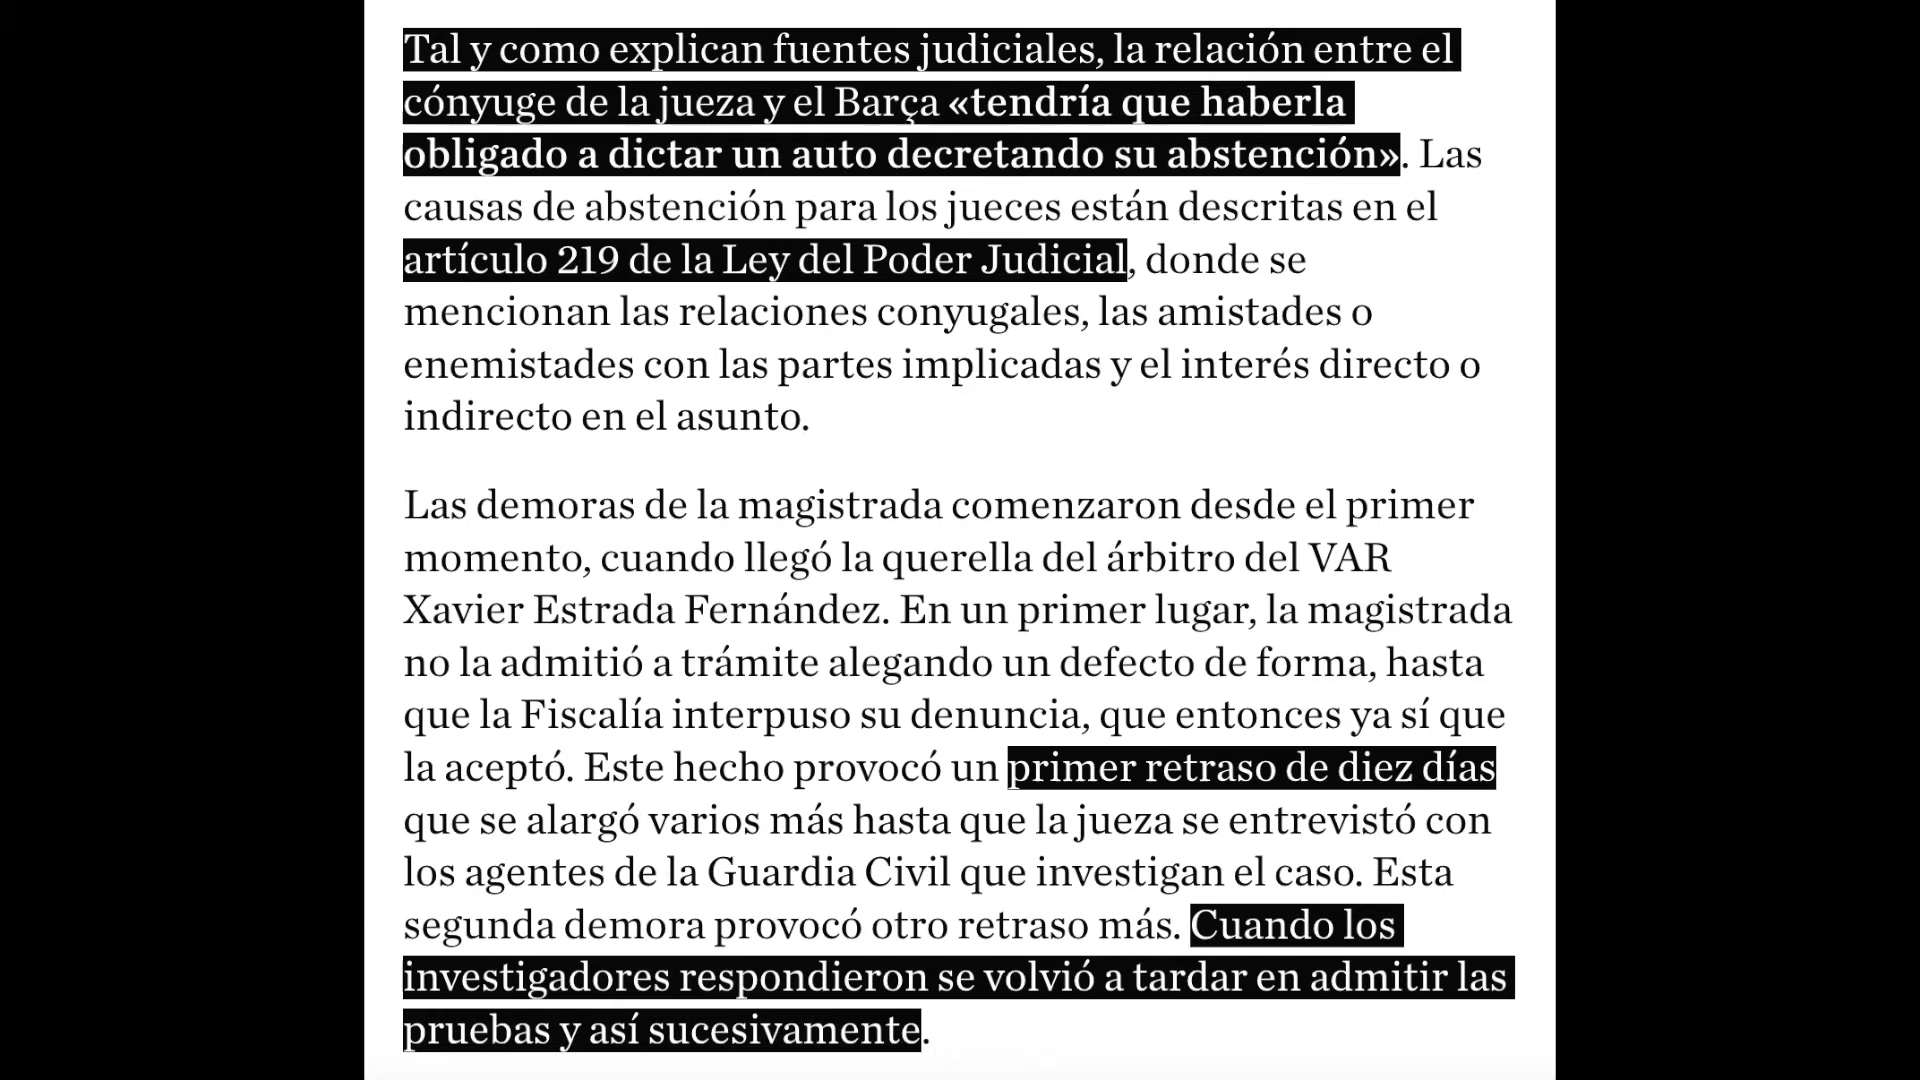 Tal y como explican fuentes judiciales, la relación entre el
cónyuge de la jueza y el Barça «tendría que haberla
obligado a dictar un auto decretando su abstención». Las
causas de abstención para los jueces están descritas en el
artículo 219 de la Ley del Poder Judicial, donde se
mencionan las relaciones conyugales, las amistades o
enemistades con las partes implicadas y el interés directo o
indirecto en el asunto.
Las demoras de la magistrada comenzaron desde el primer
momento, cuando llegó la querella del árbitro del VAR
Xavier Estrada Fernández. En un primer lugar, la magistrada
no la admitió a trámite alegando un defecto de forma, hasta
que la Fiscalía interpuso su denuncia, que entonces ya sí que
la aceptó. Este hecho provocó un primer retraso de diez días
que se alargó varios más hasta que la jueza se entrevistó con
los agentes de la Guardia Civil que investigan el caso. Esta
segunda demora provocó otro retraso más. Cuando los
investigadores respondieron se volvió a tardar en admitir las
pruebas y así sucesivamente.